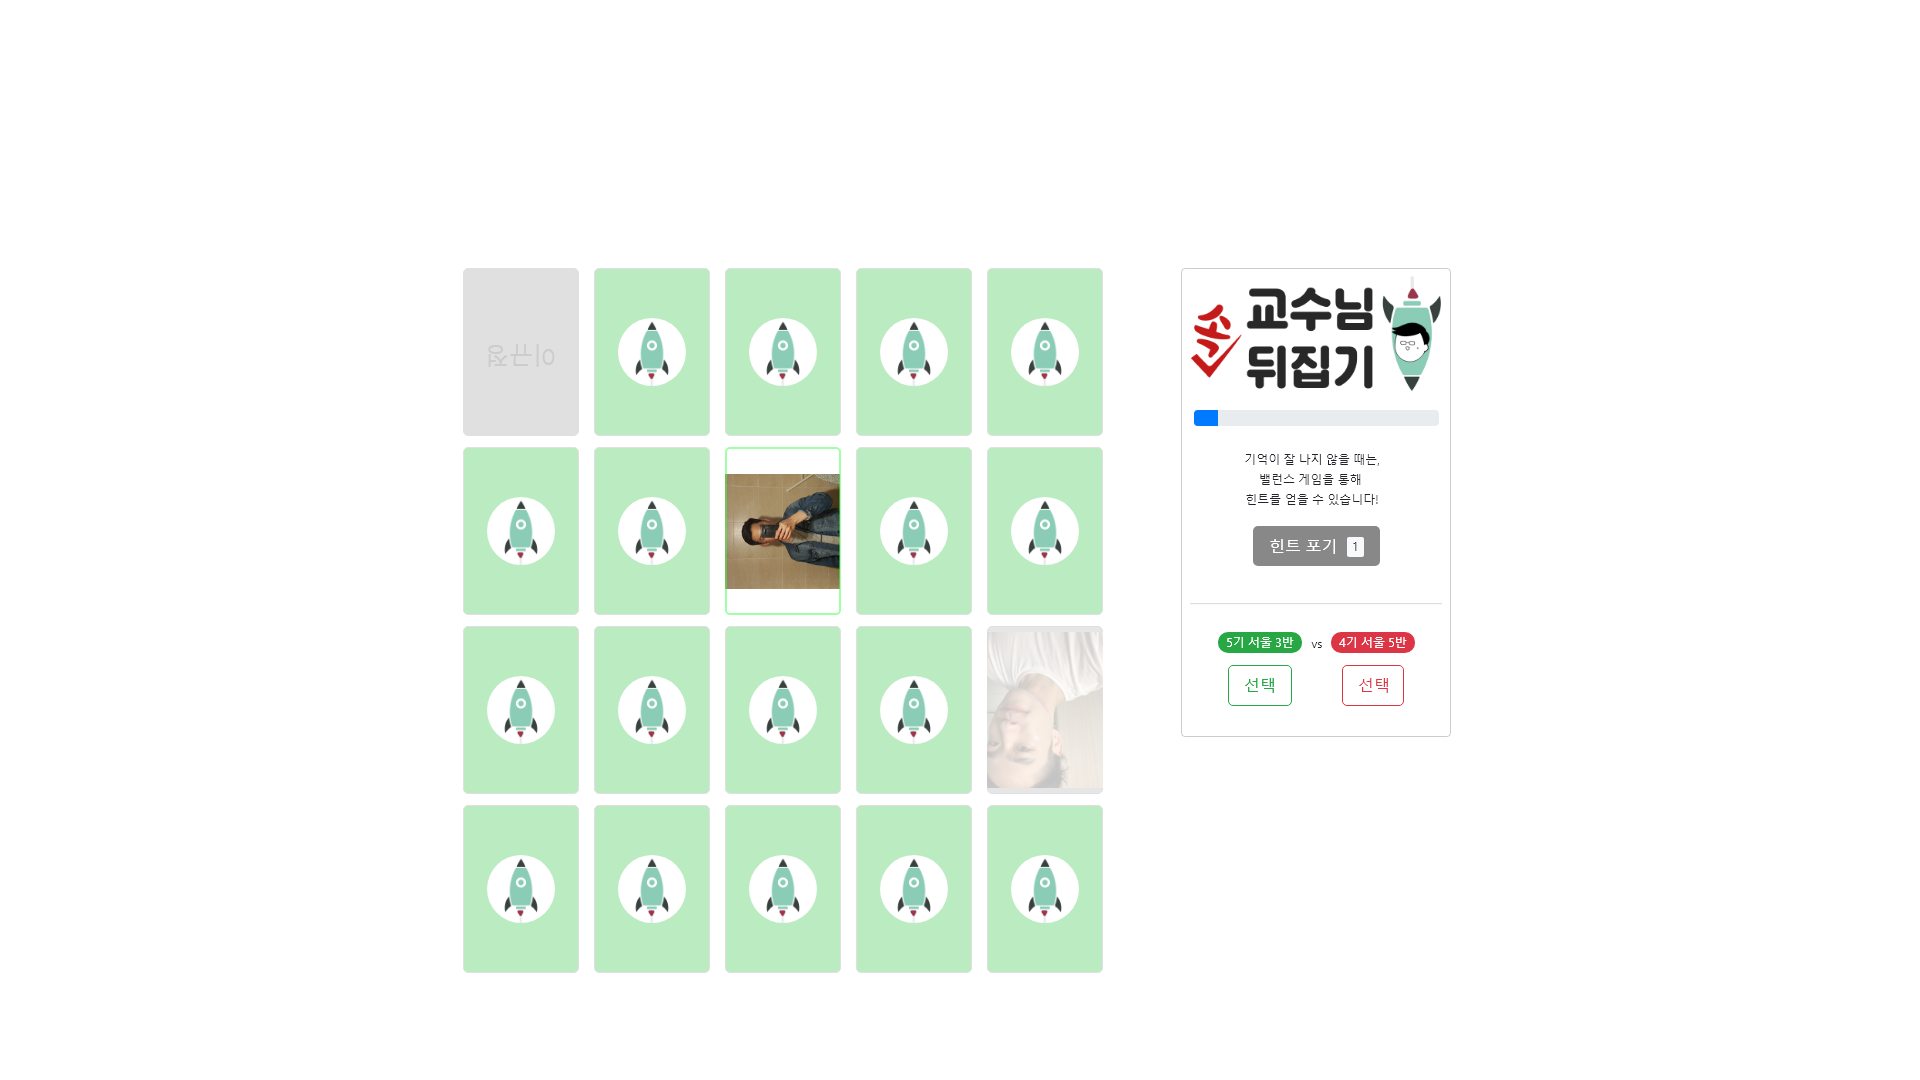 이규정
쏙
교수님
뒤집기
기억이 잘 나지 않을 때는,
밸런스 게임을 통해
힌트를 얻을 수 있습니다!
힌트 포기 1
5기 서울 3반 vs 4기 서울 5반
선택 선택